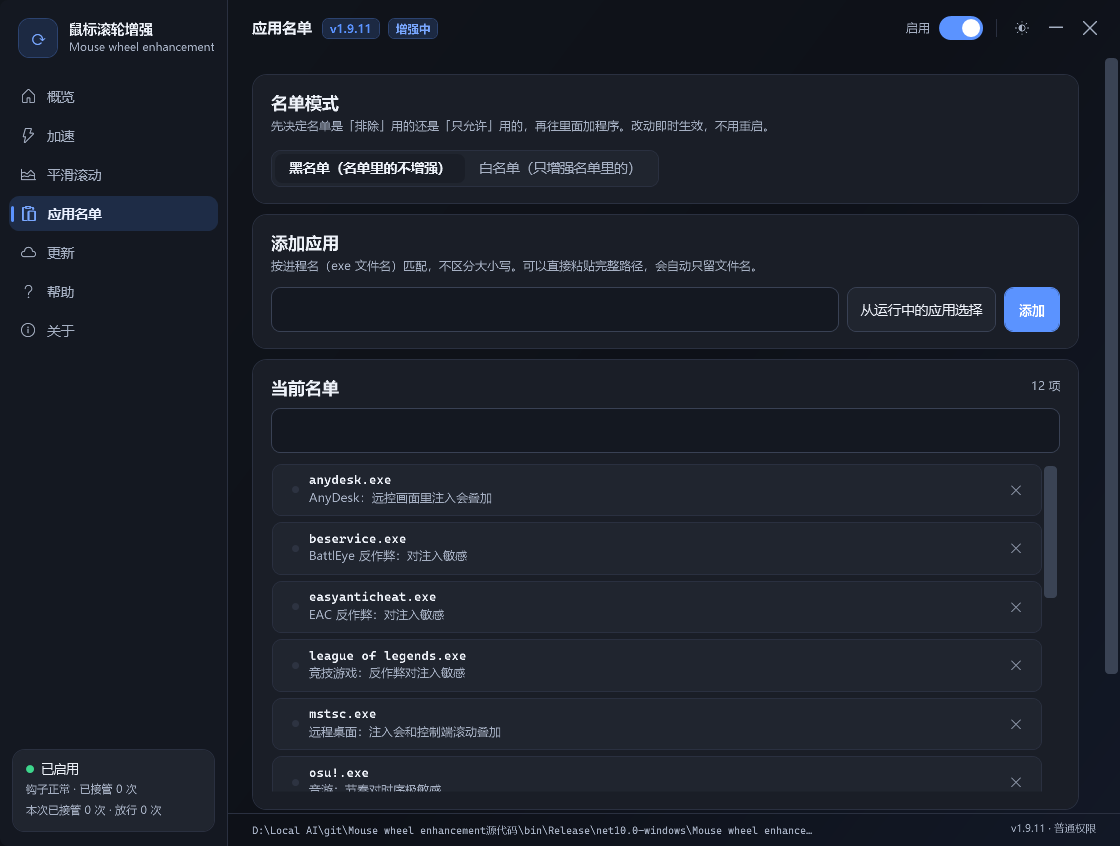 鼠标滚轮增强
Mouse wheel enhancement
概览
加速
平滑滚动
应用名单
更新
? 帮助
关于
已启用
钩子正常 · 已接管 0 次
本次已接管 0 次 · 放行 0 次
应用名单 v1.9.11 增强中
启用
名单模式
先决定名单是「排除」用的还是「只允许」用的，再往里面加程序。改动即时生效，不用重启。
黑名单（名单里的不增强） 白名单（只增强名单里的）
添加应用
按进程名（exe 文件名）匹配，不区分大小写。可以直接粘贴完整路径，会自动只留文件名。
从运行中的应用选择 添加
当前名单 12 项
anydesk.exe
AnyDesk：远控画面里注入会叠加
beservice.exe
BattlEye 反作弊：对注入敏感
easyanticheat.exe
EAC 反作弊：对注入敏感
league of legends.exe
竞技游戏：反作弊对注入敏感
mstsc.exe
远程桌面：注入会和控制端滚动叠加
osu!.exe
音游：节奏对时序极敏感
D:\Local AI\git\Mouse wheel enhancement源代码\bin\Release\net10.0-windows\Mouse wheel enhance…
v1.9.11 · 普通权限